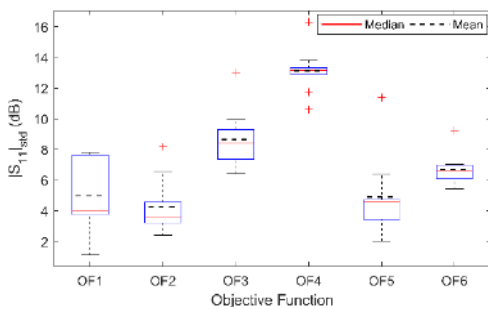 Median Mean
16
14
12
10
8
6
4
2
|S11|std (dB)
OF1 OF2 OF3 OF4 OF5 OF6
Objective Function